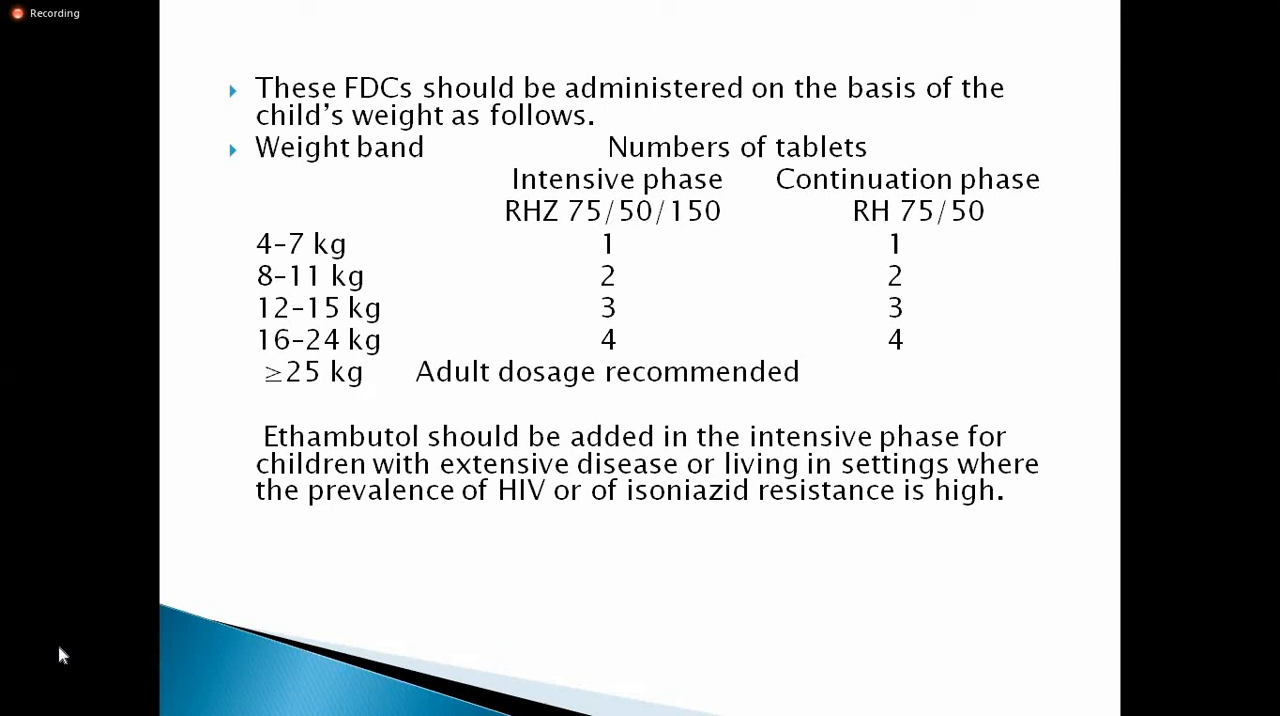 Recording
These FDCs should be administered on the basis of the
child’s weight as follows.
Weight band Numbers of tablets
Intensive phase Continuation phase
RHZ 75/50/150 RH 75/50
4–7 kg 1 1
8–11 kg 2 2
12–15 kg 3 3
16–24 kg 4 4
≥25 kg Adult dosage recommended
Ethambutol should be added in the intensive phase for
children with extensive disease or living in settings where
the prevalence of HIV or of isoniazid resistance is high.